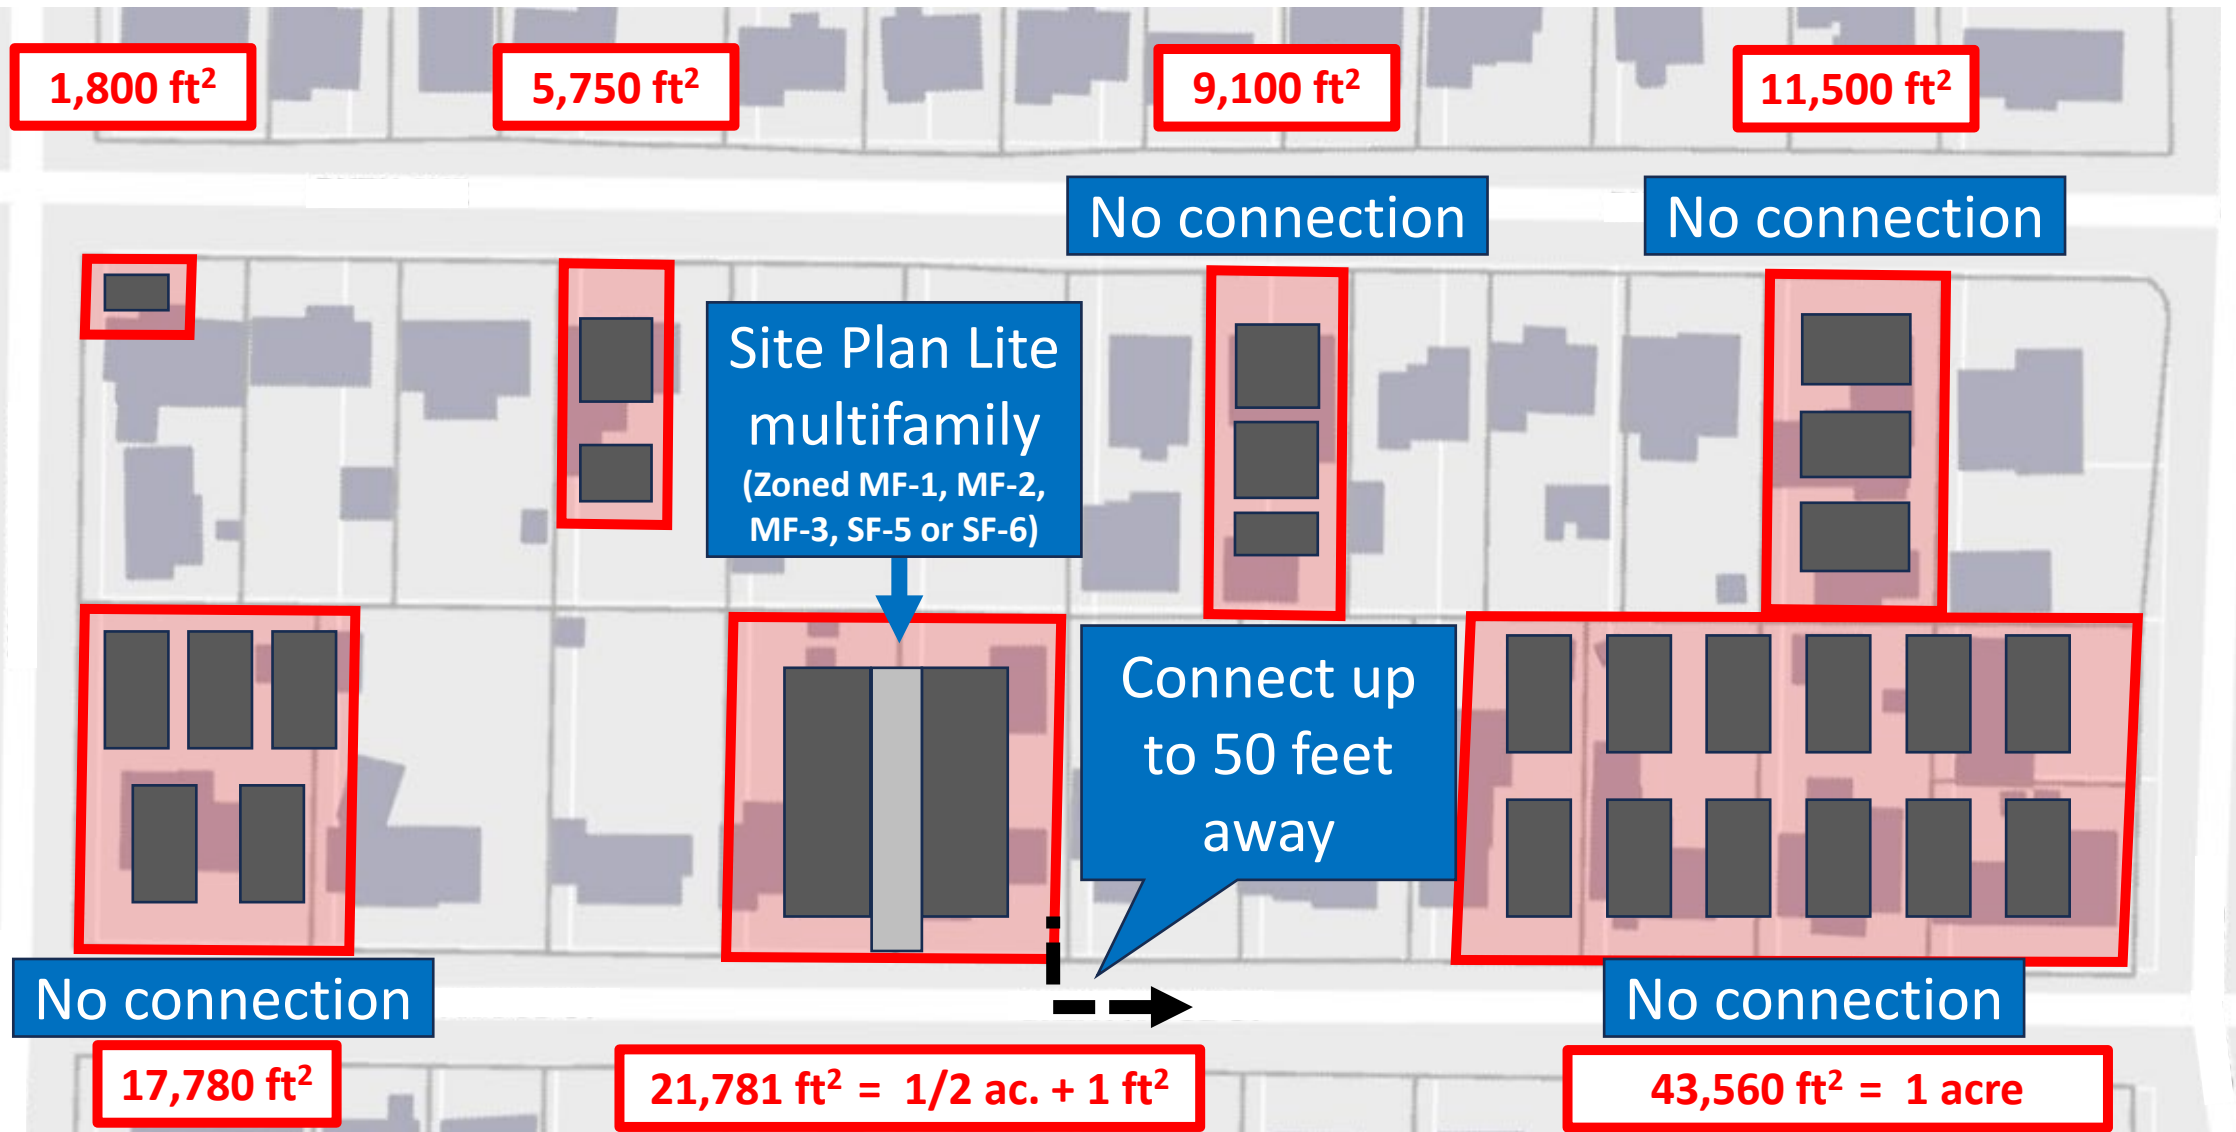 1,800 ft²
5,750 ft²
9,100 ft²
11,500 ft²
No connection
No connection
Site Plan Lite
multifamily
(Zoned MF-1, MF-2,
MF-3, SF-5 or SF-6)
Connect up
to 50 feet
away
No connection
No connection
17,780 ft²
21,781 ft² = 1/2 ac. + 1 ft²
43,560 ft² = 1 acre